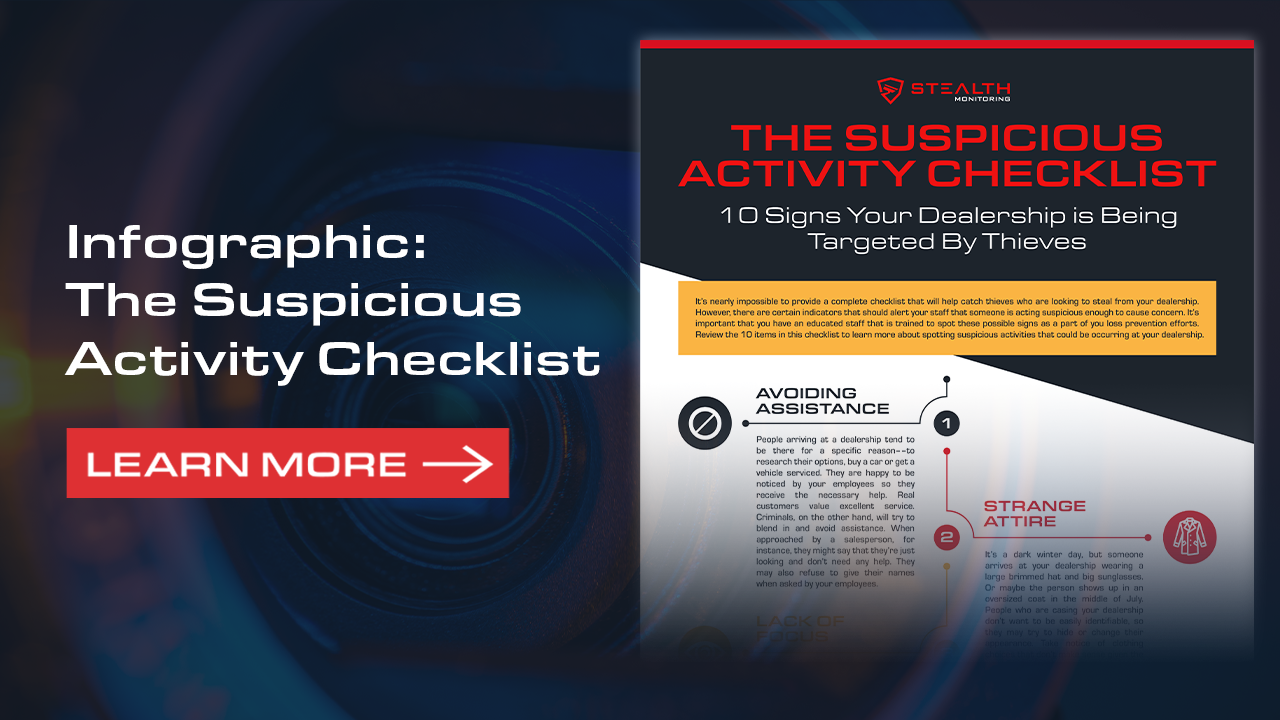 Infographic:
The Suspicious
Activity Checklist
LEARN MORE
STEALTH
MONITORING
THE SUSPICIOUS
ACTIVITY CHECKLIST
10 Signs Your Dealership is Being
Targeted By Thieves
It's nearly impossible to provide a complete checklist that will help catch thieves who are looking to steal from your dealership.
However, there are certain indicators that should alert your staff that someone is acting suspicious enough to cause concern. It's
important that you have an educated staff that is trained to spot these possible signs as a part of you loss prevention efforts.
Review the 10 items in this checklist to learn more about spotting suspicious activities that could be occurring at your dealership.
AVOIDING
ASSISTANCE
1
People arriving at a dealership tend to
be there for a specific reason--to
research their options, buy a car or get a
vehicle serviced. They are happy to be
noticed by your employees so they
receive the necessary help. Real
customers value excellent service.
Criminals, on the other hand, will try to
blend in and avoid assistance. When
approached by a salesperson, for
instance, they might say that they're just
looking and don't need any help. They
may also refuse to give their names
when asked by your employees.
STRANGE
ATTIRE
2
It's a dark winter day, but someone
arrives at your dealership wearing a
large brimmed hat and big sunglasses.
Or maybe the person shows up in an
oversized coat in the middle of July.
People who are casing your dealership
don't want to be easily identifiable, so
they may try to hide or change their
LACK OF
FOCUS